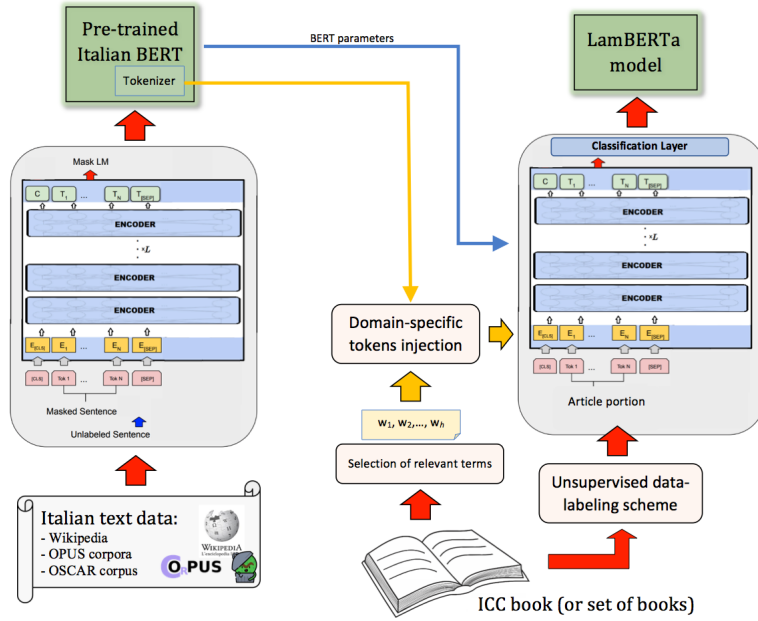 Pre-trained
Italian BERT
Tokenizer
BERT parameters
LamBERTa
model
Mask LM
C T1 ... TN T[SEP]
ENCODER
...xL
ENCODER
ENCODER
E[CLS] E1 ... EN E[SEP]
[CLS] Tok 1 ... Tok N [SEP]
Masked Sentence
Unlabeled Sentence
Italian text data:
- Wikipedia
- OPUS corpora
- OSCAR corpus
WIKIPEDIA
L'enciclopedia
CORPUS
Domain-specific
tokens injection
w1, w2,..., wh
Selection of relevant terms
Classification Layer
C T1 ... TN T[SEP]
ENCODER
...xL
ENCODER
ENCODER
E[CLS] E1 ... EN E[SEP]
[CLS] Tok 1 ... Tok N [SEP]
Article portion
Unsupervised data-
labeling scheme
ICC book (or set of books)